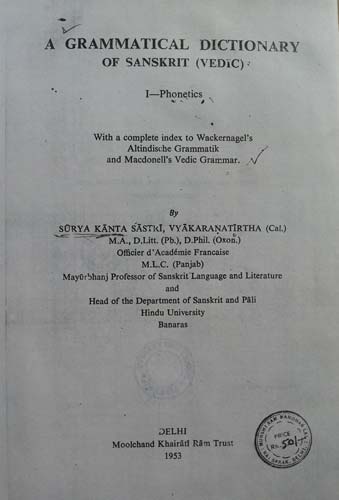 A GRAMMATICAL DICTIONARY
OF SANSKRIT (VEDIC)
I—Phonetics
With a complete index to Wackernagel's
Altindische Grammatik
and Macdonell's Vedic Grammar.
By
SŪRYA KĀNTA ŚĀSTRĪ, VYĀKARAṆATĪRTHA (Cal.)
M.A., D.Litt. (Pb.), D.Phil. (Oxon.)
Officier d'Académie Francaise
M.L.C. (Panjab)
Mayūrbhanj Professor of Sanskrit Language and Literature
and
Head of the Department of Sanskrit and Pāli
Hindu University
Banaras
DELHI
Moolchand Khairātī Rām Trust
1953
PRICE
Rs. 50/-